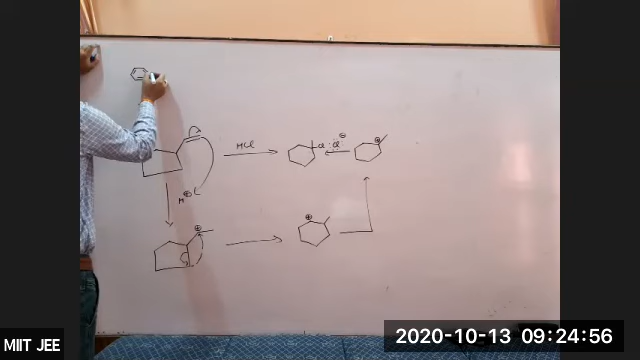 HCl
Cl Cl⊖
⊕
H⊕
⊕
⊕
MIIT JEE
2020-10-13 09:24:56